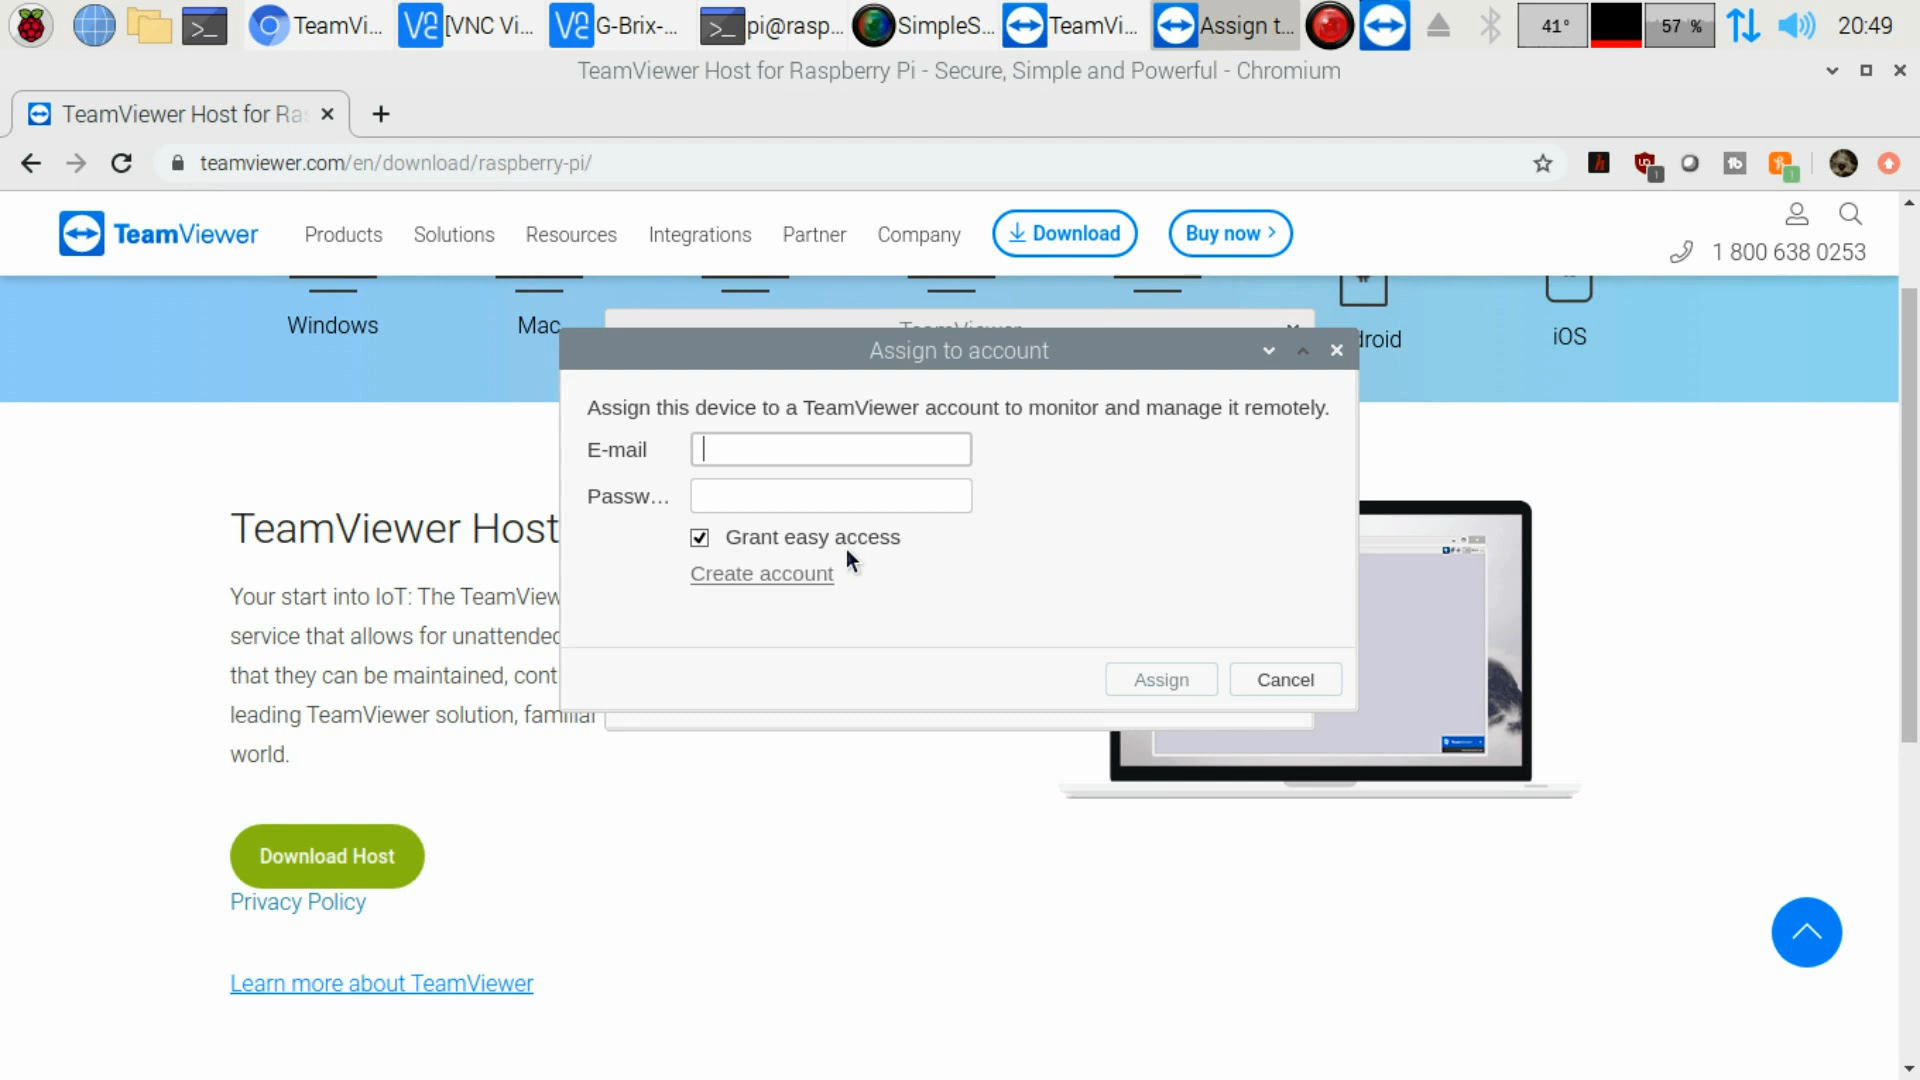 TeamVi...
[VNC Vi...
G-Brix-...
pi@rasp...
SimpleS...
TeamVi...
Assign t...
41°
57 %
20:49
TeamViewer Host for Raspberry Pi - Secure, Simple and Powerful - Chromium
TeamViewer Host for Ra
teamviewer.com/en/download/raspberry-pi/
TeamViewer
Products
Solutions
Resources
Integrations
Partner
Company
Download
Buy now
1 800 638 0253
Windows
Mac
droid
iOS
TeamViewer
Assign to account
Assign this device to a TeamViewer account to monitor and manage it remotely.
E-mail
Passw...
Grant easy access
Create account
Assign
Cancel
TeamViewer Host
Your start into IoT: The TeamView
service that allows for unattended
that they can be maintained, cont
leading TeamViewer solution, familiar
world.
Download Host
Privacy Policy
Learn more about TeamViewer